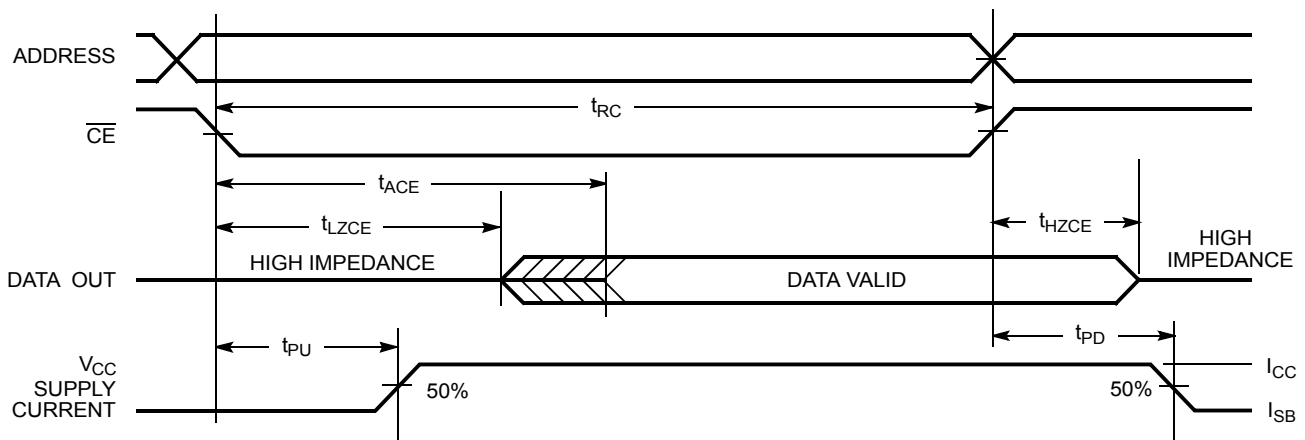 ADDRESS
tRC
CE
tACE
tLZCE
tHZCE
HIGH IMPEDANCE
HIGH
IMPEDANCE
DATA OUT
DATA VALID
tPU
tPD
VCC
SUPPLY
CURRENT
50%
50%
ICC
ISB